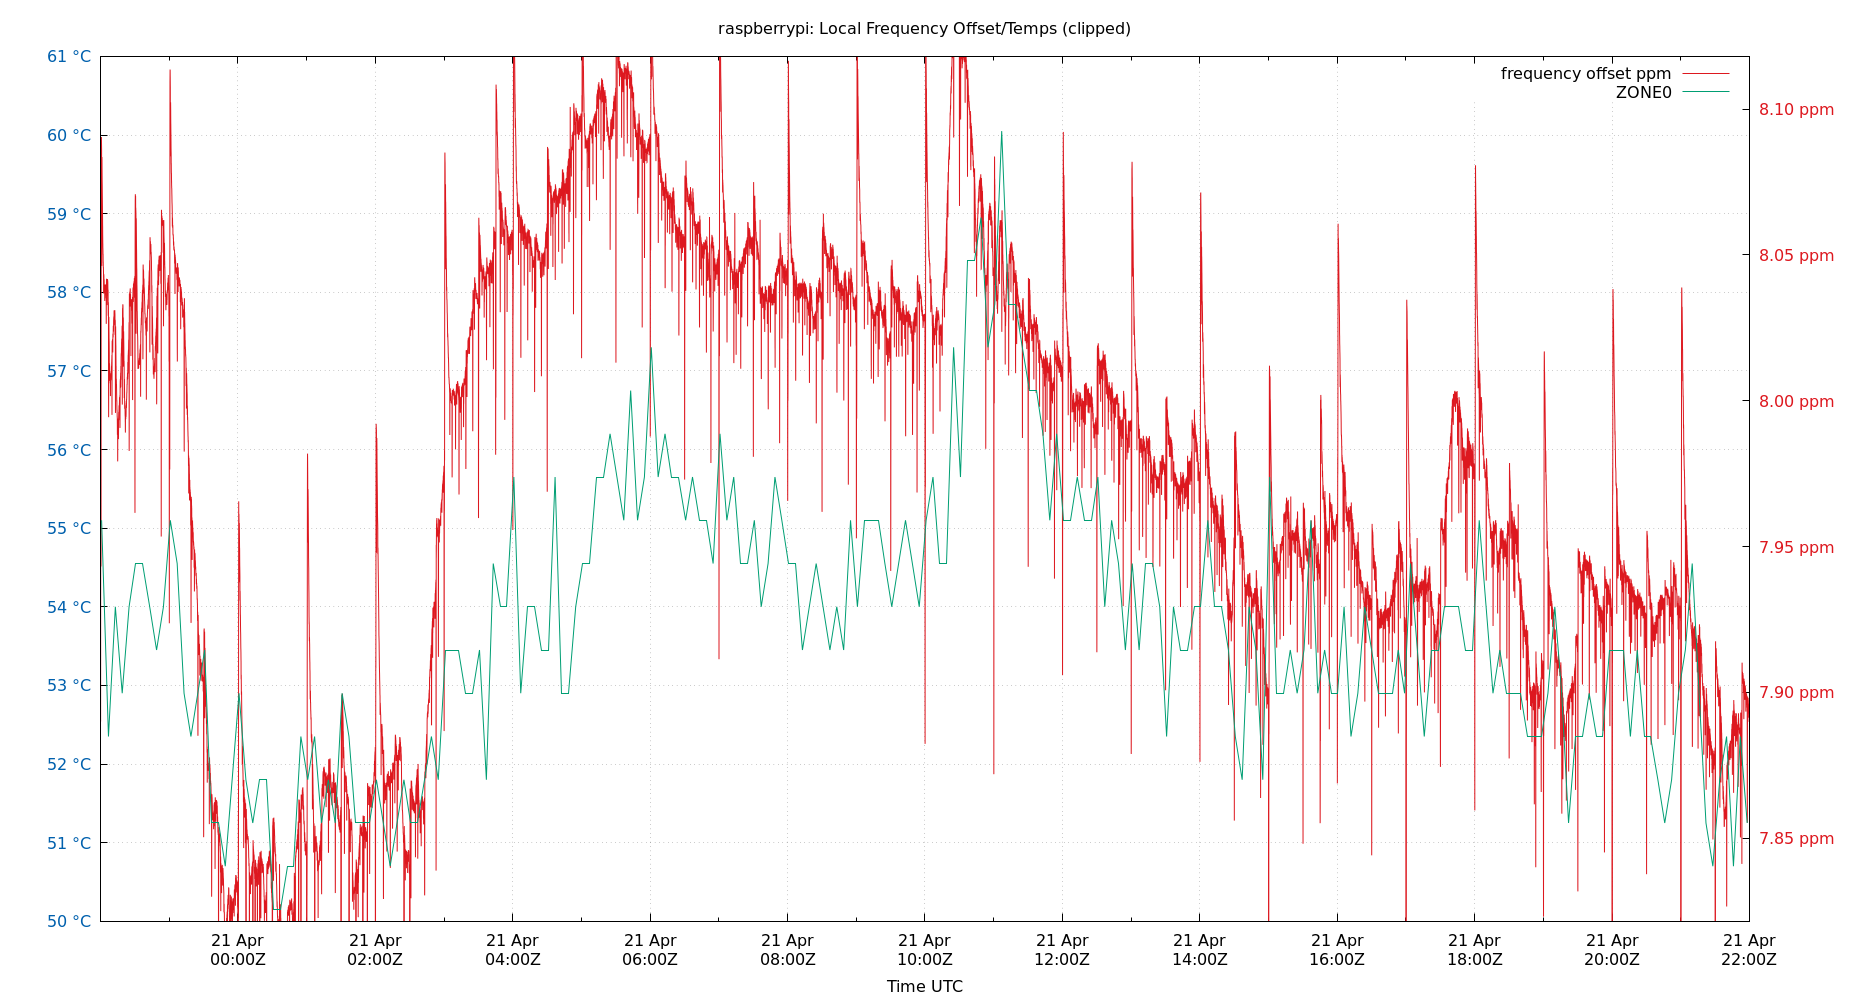 raspberrypi: Local Frequency Offset/Temps (clipped)
61 °C
60 °C
59 °C
58 °C
57 °C
56 °C
55 °C
54 °C
53 °C
52 °C
51 °C
50 °C
frequency offset ppm
ZONE0
8.10 ppm
8.05 ppm
8.00 ppm
7.95 ppm
7.90 ppm
7.85 ppm
21 Apr
00:00Z
21 Apr
02:00Z
21 Apr
04:00Z
21 Apr
06:00Z
21 Apr
08:00Z
21 Apr
10:00Z
21 Apr
12:00Z
21 Apr
14:00Z
21 Apr
16:00Z
21 Apr
18:00Z
21 Apr
20:00Z
21 Apr
22:00Z
Time UTC